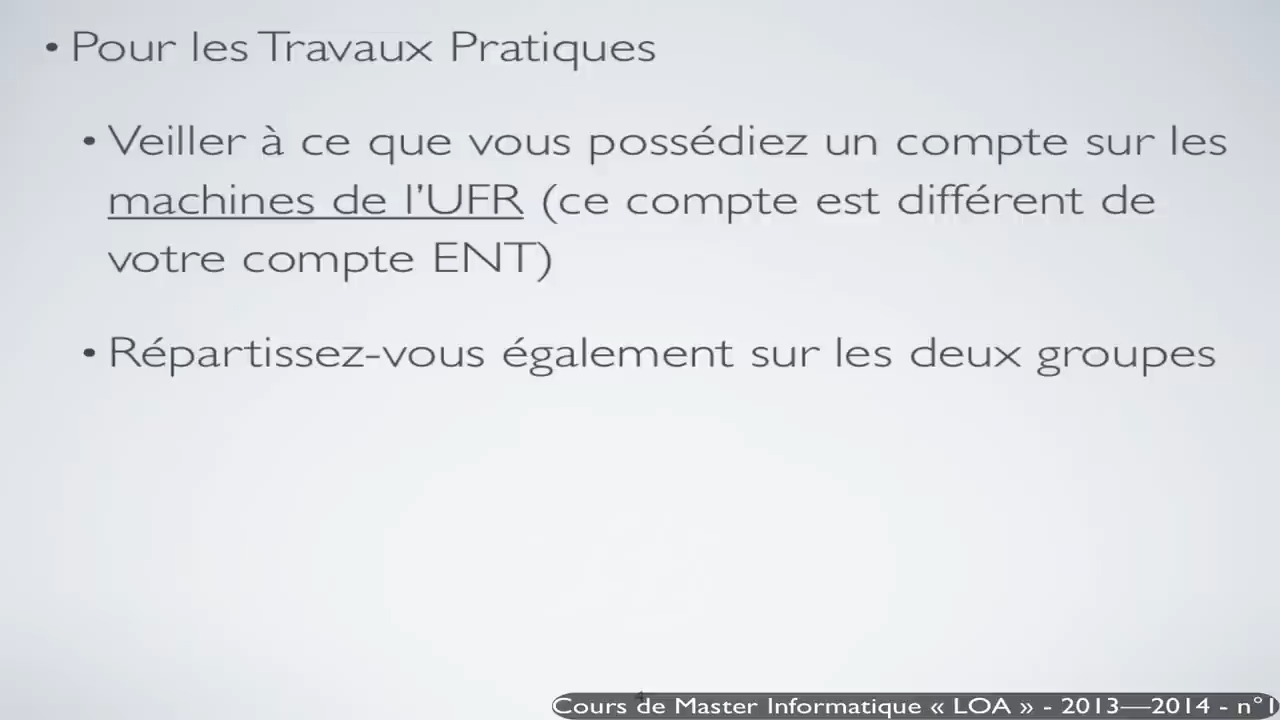 • Pour les Travaux Pratiques
• Veiller à ce que vous possédiez un compte sur les
machines de l'UFR (ce compte est différent de
votre compte ENT)
• Répartissez-vous également sur les deux groupes
4
Cours de Master Informatique « LOA » - 2013—2014 - n°1